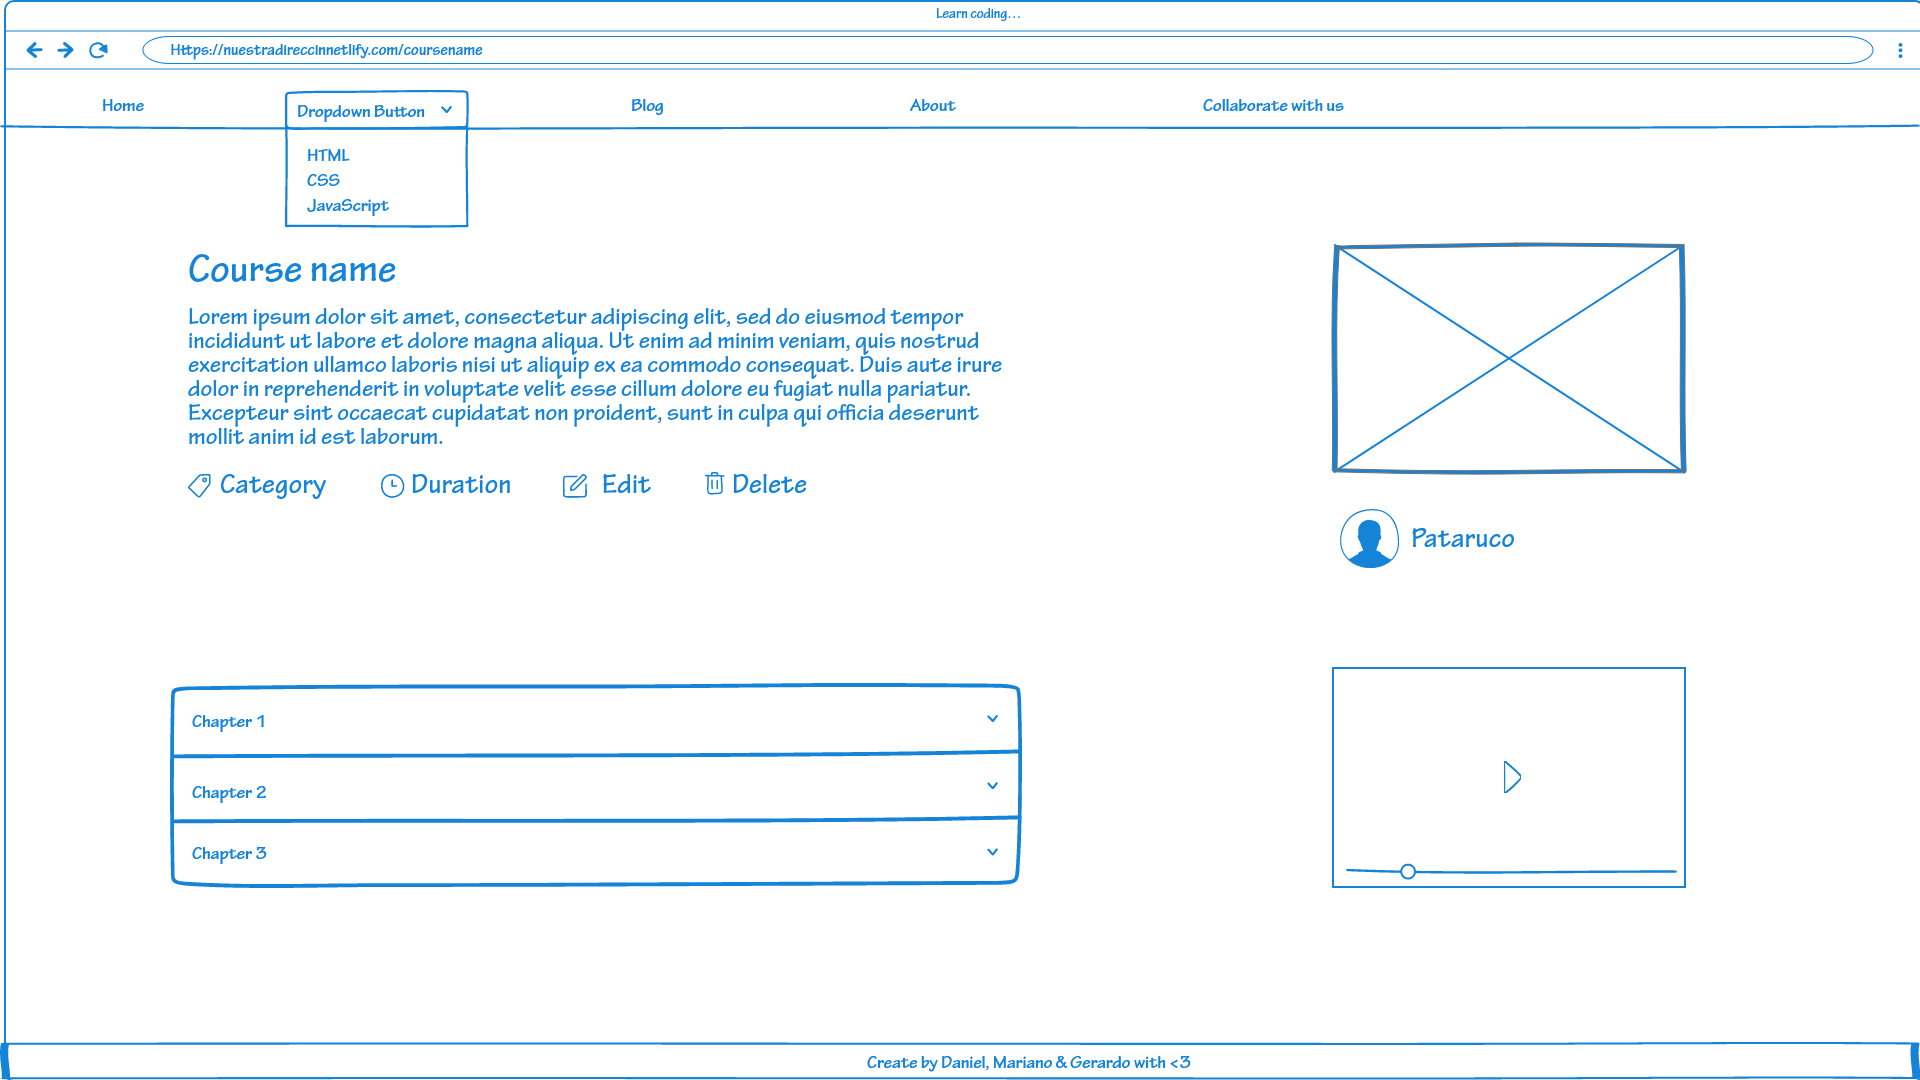 Learn coding...
Https://nuestradireccinnetlify.com/coursename
Home
Dropdown Button
Blog
About
Collaborate with us
HTML
CSS
JavaScript
Course name
Lorem ipsum dolor sit amet, consectetur adipiscing elit, sed do eiusmod tempor
incididunt ut labore et dolore magna aliqua. Ut enim ad minim veniam, quis nostrud
exercitation ullamco laboris nisi ut aliquip ex ea commodo consequat. Duis aute irure
dolor in reprehenderit in voluptate velit esse cillum dolore eu fugiat nulla pariatur.
Excepteur sint occaecat cupidatat non proident, sunt in culpa qui officia deserunt
mollit anim id est laborum.
Category
Duration
Edit
Delete
Pataruco
Chapter 1
Chapter 2
Chapter 3
Create by Daniel, Mariano & Gerardo with <3